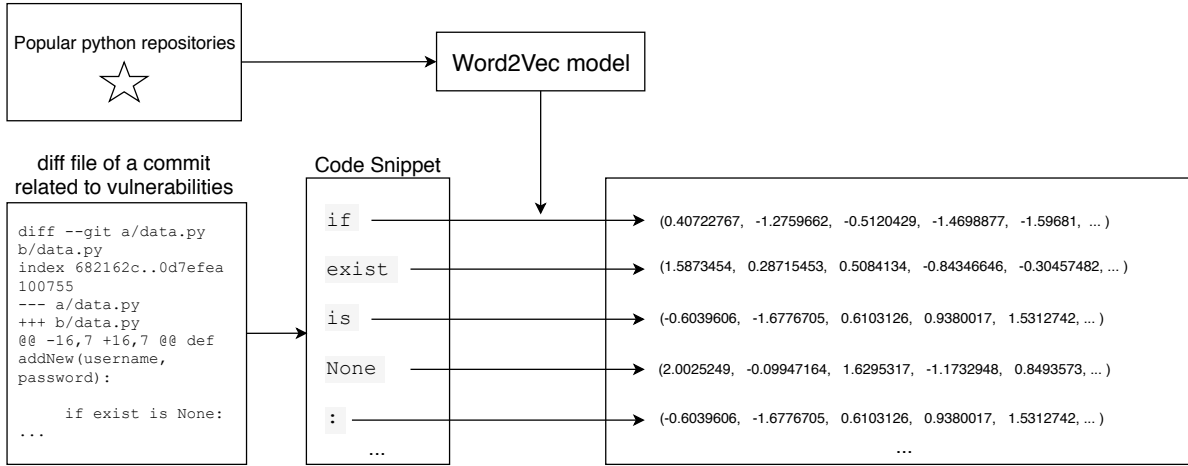 Popular python repositories
Word2Vec model
diff file of a commit
related to vulnerabilities
diff --git a/data.py
b/data.py
index 682162c..0d7efea
100755
--- a/data.py
+++ b/data.py
@@ -16,7 +16,7 @@ def
addNew(username,
password):
if exist is None:
...
Code Snippet
if
exist
is
None
:
...
(0.40722767, -1.2759662, -0.5120429, -1.4698877, -1.59681, ... )
(1.5873454, 0.28715453, 0.5084134, -0.84346646, -0.30457482, ... )
(-0.6039606, -1.6776705, 0.6103126, 0.9380017, 1.5312742, ... )
(2.0025249, -0.09947164, 1.6295317, -1.1732948, 0.8493573, ... )
(-0.6039606, -1.6776705, 0.6103126, 0.9380017, 1.5312742, ... )
...